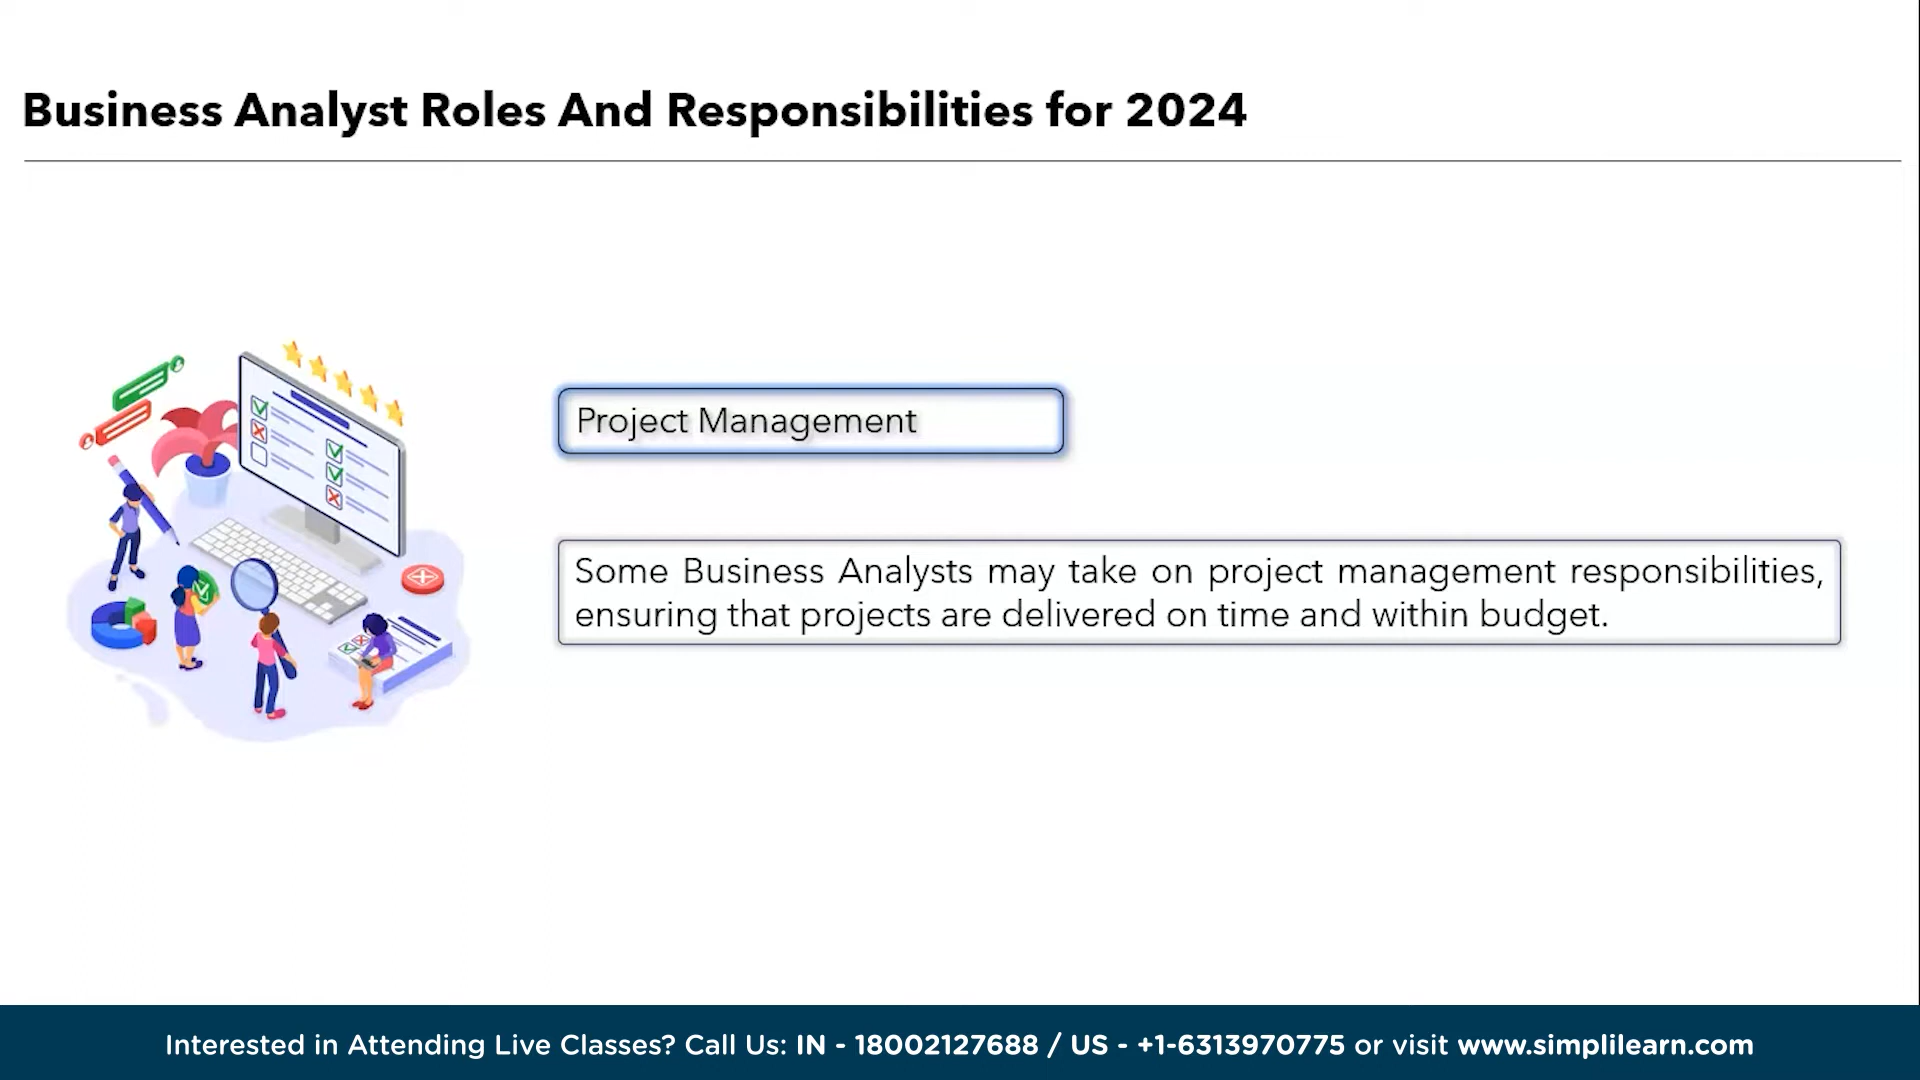 Business Analyst Roles And Responsibilities for 2024
Project Management
Some Business Analysts may take on project management responsibilities,
ensuring that projects are delivered on time and within budget.
Interested in Attending Live Classes? Call Us: IN - 18002127688 / US - +1-6313970775 or visit www.simplilearn.com